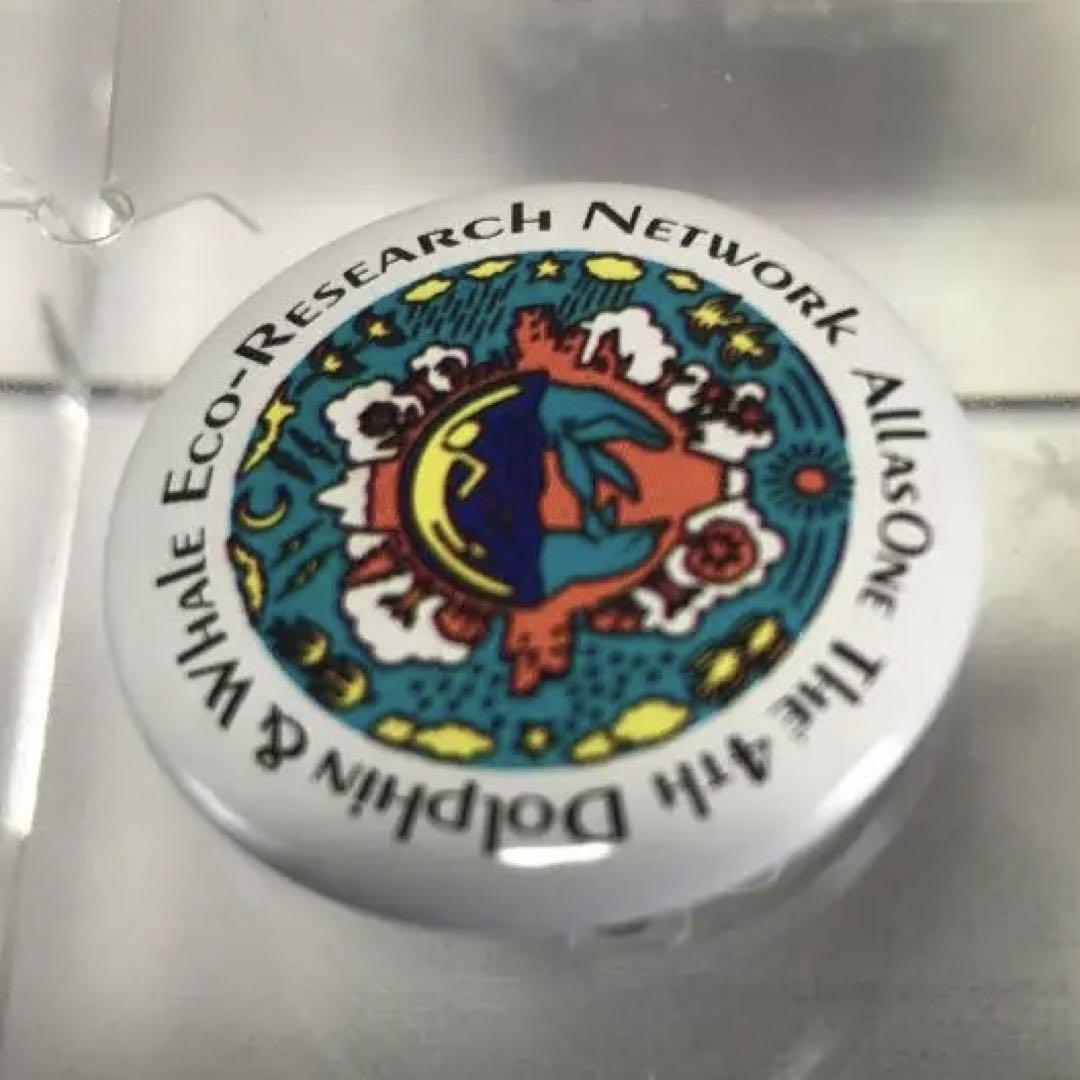 AllasOne The 4th Dolphin & Whale Eco-Research Network